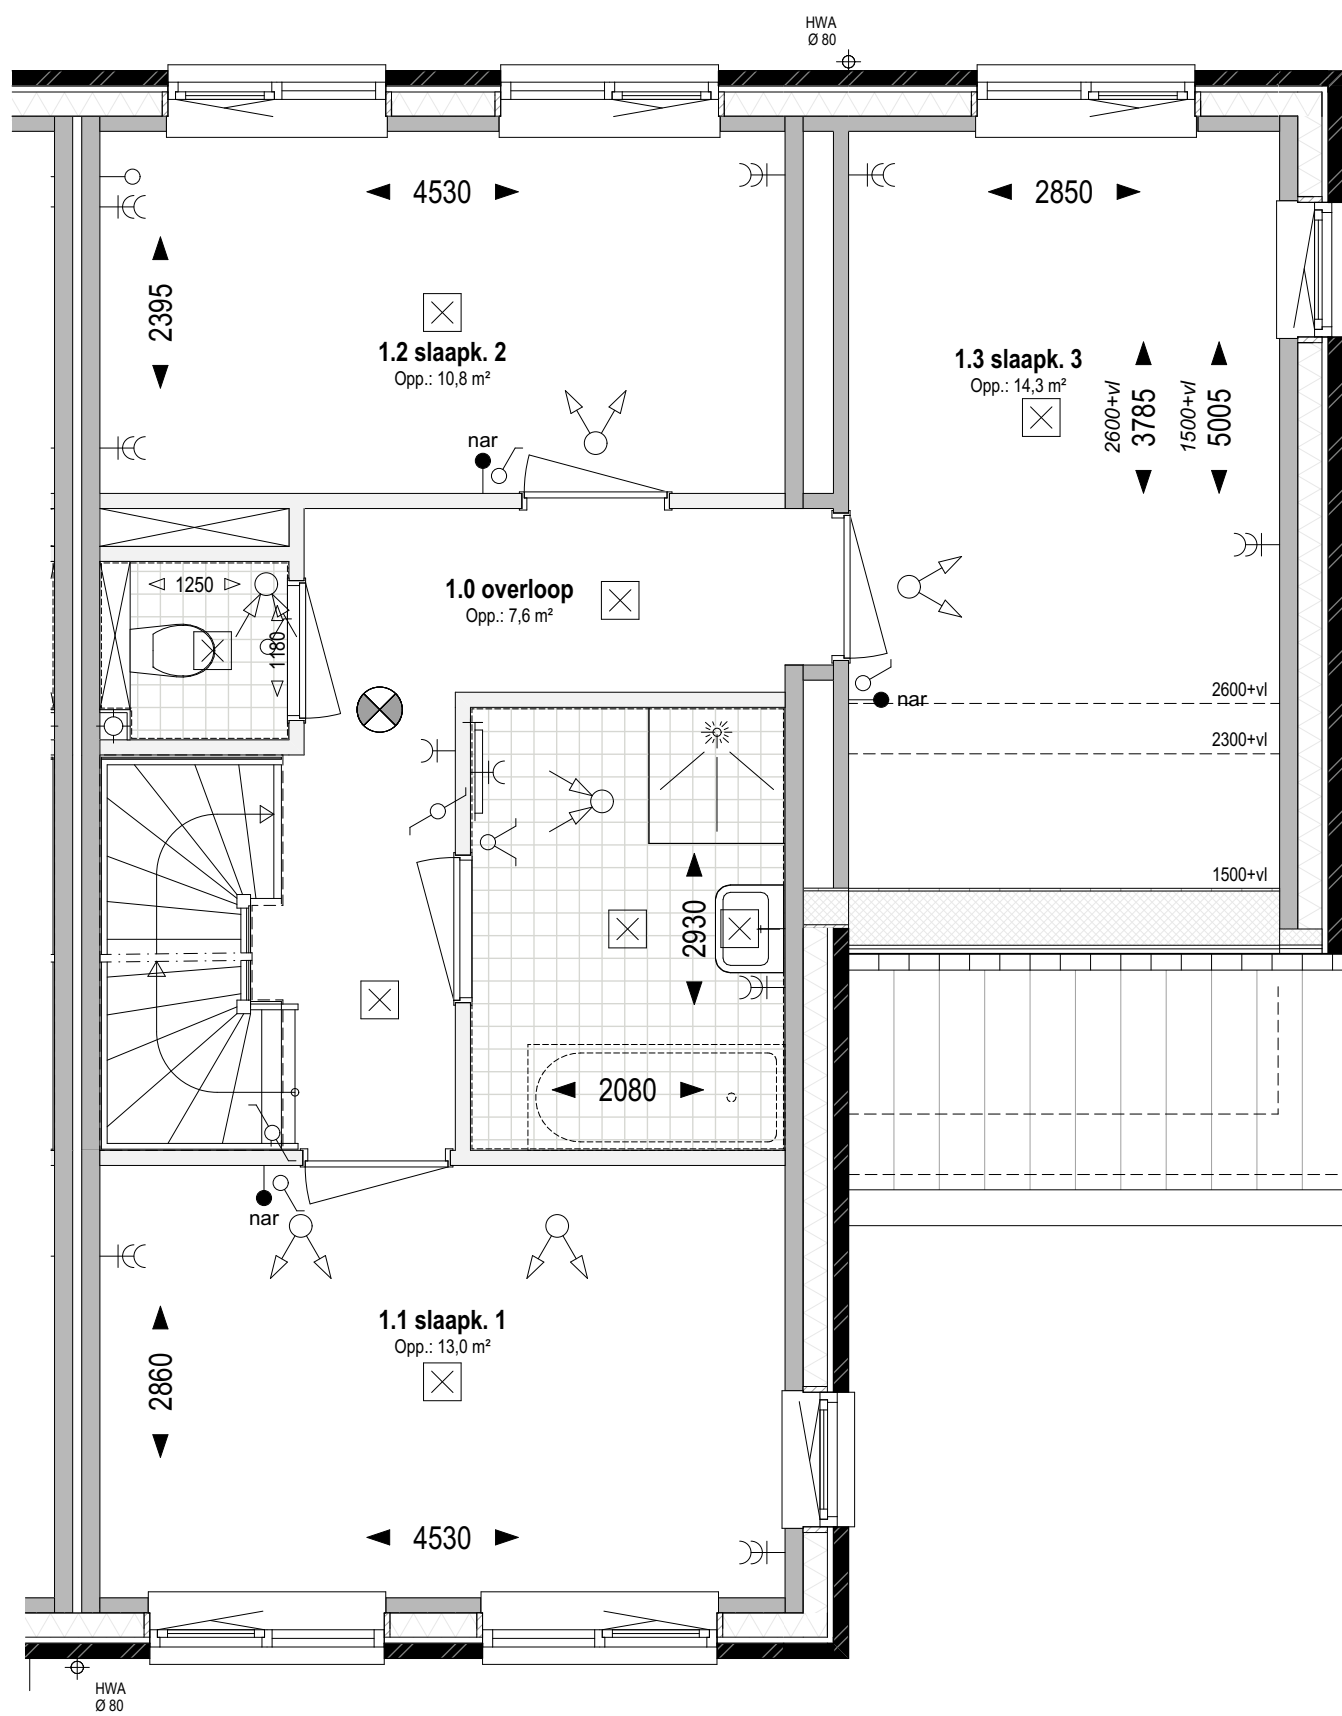 HWA
Ø 80
4530
2850
2395
1.2 slaapk. 2
Opp.: 10,8 m²
1.3 slaapk. 3
Opp.: 14,3 m²
2600+vl
3785
1500+vl
5005
nar
1250
1180
1.0 overloop
Opp.: 7,6 m²
nar
2600+vl
2300+vl
1500+vl
2930
2080
nar
1.1 slaapk. 1
Opp.: 13,0 m²
2860
4530
HWA
Ø 80